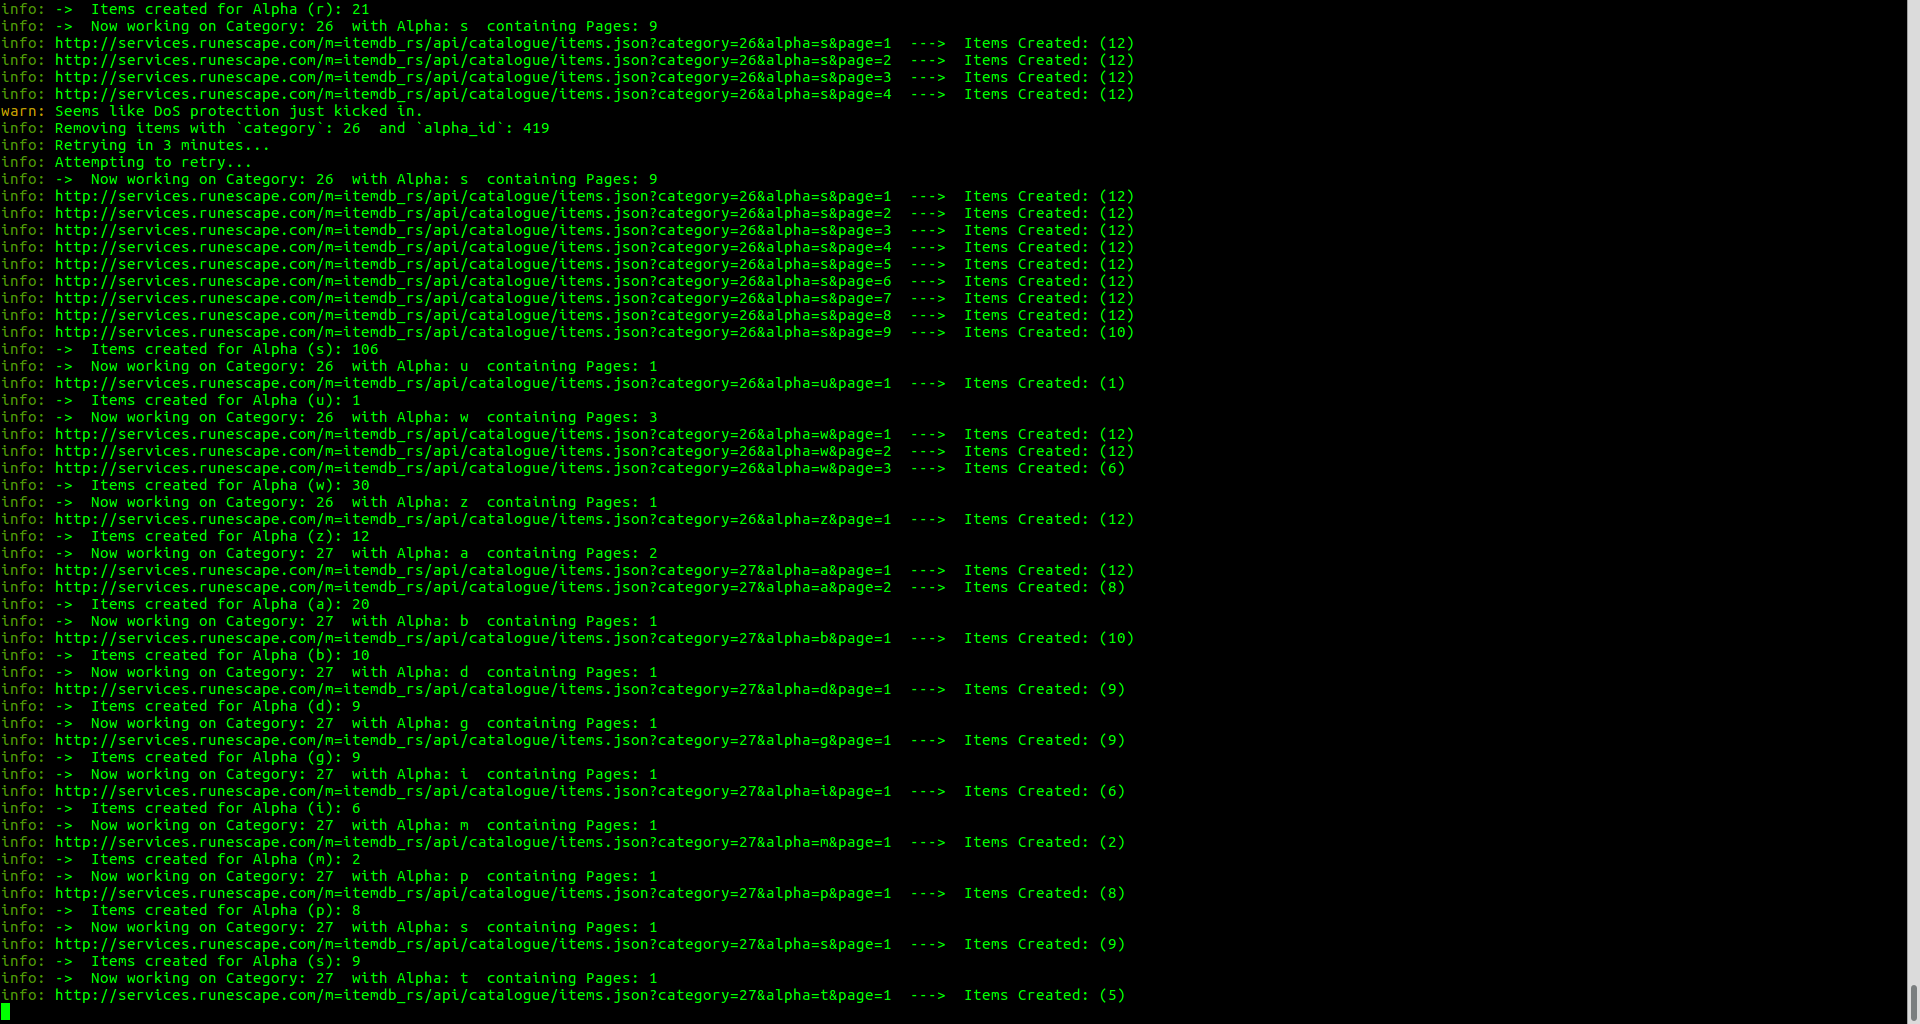 info: ->  Items created for Alpha (r): 21
info: ->  Now working on Category: 26  with Alpha: s  containing Pages: 9
info: http://services.runescape.com/m=itemdb_rs/api/catalogue/items.json?category=26&alpha=s&page=1  --->  Items Created: (12)
info: http://services.runescape.com/m=itemdb_rs/api/catalogue/items.json?category=26&alpha=s&page=2  --->  Items Created: (12)
info: http://services.runescape.com/m=itemdb_rs/api/catalogue/items.json?category=26&alpha=s&page=3  --->  Items Created: (12)
info: http://services.runescape.com/m=itemdb_rs/api/catalogue/items.json?category=26&alpha=s&page=4  --->  Items Created: (12)
warn: Seems like DoS protection just kicked in.
info: Removing items with `category`: 26  and `alpha_id`: 419
info: Retrying in 3 minutes...
info: Attempting to retry...
info: ->  Now working on Category: 26  with Alpha: s  containing Pages: 9
info: http://services.runescape.com/m=itemdb_rs/api/catalogue/items.json?category=26&alpha=s&page=1  --->  Items Created: (12)
info: http://services.runescape.com/m=itemdb_rs/api/catalogue/items.json?category=26&alpha=s&page=2  --->  Items Created: (12)
info: http://services.runescape.com/m=itemdb_rs/api/catalogue/items.json?category=26&alpha=s&page=3  --->  Items Created: (12)
info: http://services.runescape.com/m=itemdb_rs/api/catalogue/items.json?category=26&alpha=s&page=4  --->  Items Created: (12)
info: http://services.runescape.com/m=itemdb_rs/api/catalogue/items.json?category=26&alpha=s&page=5  --->  Items Created: (12)
info: http://services.runescape.com/m=itemdb_rs/api/catalogue/items.json?category=26&alpha=s&page=6  --->  Items Created: (12)
info: http://services.runescape.com/m=itemdb_rs/api/catalogue/items.json?category=26&alpha=s&page=7  --->  Items Created: (12)
info: http://services.runescape.com/m=itemdb_rs/api/catalogue/items.json?category=26&alpha=s&page=8  --->  Items Created: (12)
info: http://services.runescape.com/m=itemdb_rs/api/catalogue/items.json?category=26&alpha=s&page=9  --->  Items Created: (10)
info: ->  Items created for Alpha (s): 106
info: ->  Now working on Category: 26  with Alpha: u  containing Pages: 1
info: http://services.runescape.com/m=itemdb_rs/api/catalogue/items.json?category=26&alpha=u&page=1  --->  Items Created: (1)
info: ->  Items created for Alpha (u): 1
info: ->  Now working on Category: 26  with Alpha: w  containing Pages: 3
info: http://services.runescape.com/m=itemdb_rs/api/catalogue/items.json?category=26&alpha=w&page=1  --->  Items Created: (12)
info: http://services.runescape.com/m=itemdb_rs/api/catalogue/items.json?category=26&alpha=w&page=2  --->  Items Created: (12)
info: http://services.runescape.com/m=itemdb_rs/api/catalogue/items.json?category=26&alpha=w&page=3  --->  Items Created: (6)
info: ->  Items created for Alpha (w): 30
info: ->  Now working on Category: 26  with Alpha: z  containing Pages: 1
info: http://services.runescape.com/m=itemdb_rs/api/catalogue/items.json?category=26&alpha=z&page=1  --->  Items Created: (12)
info: ->  Items created for Alpha (z): 12
info: ->  Now working on Category: 27  with Alpha: a  containing Pages: 2
info: http://services.runescape.com/m=itemdb_rs/api/catalogue/items.json?category=27&alpha=a&page=1  --->  Items Created: (12)
info: http://services.runescape.com/m=itemdb_rs/api/catalogue/items.json?category=27&alpha=a&page=2  --->  Items Created: (8)
info: ->  Items created for Alpha (a): 20
info: ->  Now working on Category: 27  with Alpha: b  containing Pages: 1
info: http://services.runescape.com/m=itemdb_rs/api/catalogue/items.json?category=27&alpha=b&page=1  --->  Items Created: (10)
info: ->  Items created for Alpha (b): 10
info: ->  Now working on Category: 27  with Alpha: d  containing Pages: 1
info: http://services.runescape.com/m=itemdb_rs/api/catalogue/items.json?category=27&alpha=d&page=1  --->  Items Created: (9)
info: ->  Items created for Alpha (d): 9
info: ->  Now working on Category: 27  with Alpha: g  containing Pages: 1
info: http://services.runescape.com/m=itemdb_rs/api/catalogue/items.json?category=27&alpha=g&page=1  --->  Items Created: (9)
info: ->  Items created for Alpha (g): 9
info: ->  Now working on Category: 27  with Alpha: i  containing Pages: 1
info: http://services.runescape.com/m=itemdb_rs/api/catalogue/items.json?category=27&alpha=i&page=1  --->  Items Created: (6)
info: ->  Items created for Alpha (i): 6
info: ->  Now working on Category: 27  with Alpha: m  containing Pages: 1
info: http://services.runescape.com/m=itemdb_rs/api/catalogue/items.json?category=27&alpha=m&page=1  --->  Items Created: (2)
info: ->  Items created for Alpha (m): 2
info: ->  Now working on Category: 27  with Alpha: p  containing Pages: 1
info: http://services.runescape.com/m=itemdb_rs/api/catalogue/items.json?category=27&alpha=p&page=1  --->  Items Created: (8)
info: ->  Items created for Alpha (p): 8
info: ->  Now working on Category: 27  with Alpha: s  containing Pages: 1
info: http://services.runescape.com/m=itemdb_rs/api/catalogue/items.json?category=27&alpha=s&page=1  --->  Items Created: (9)
info: ->  Items created for Alpha (s): 9
info: ->  Now working on Category: 27  with Alpha: t  containing Pages: 1
info: http://services.runescape.com/m=itemdb_rs/api/catalogue/items.json?category=27&alpha=t&page=1  --->  Items Created: (5)